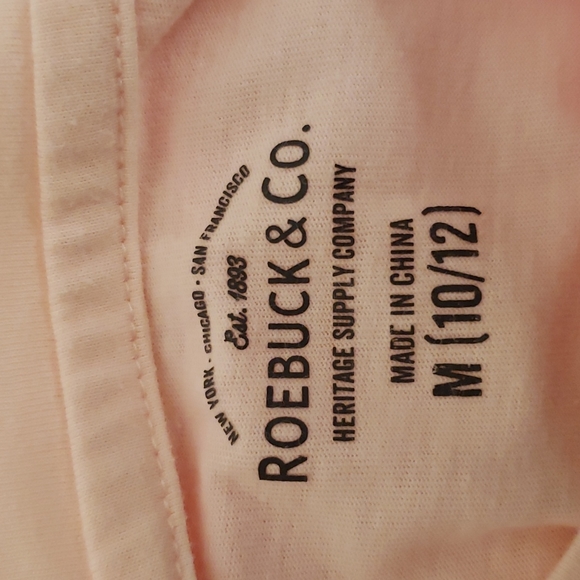 NEW YORK - CHICAGO - SAN FRANCISCO
Est. 1893
ROEBUCK & CO.
HERITAGE SUPPLY COMPANY
MADE IN CHINA
M (10/12)